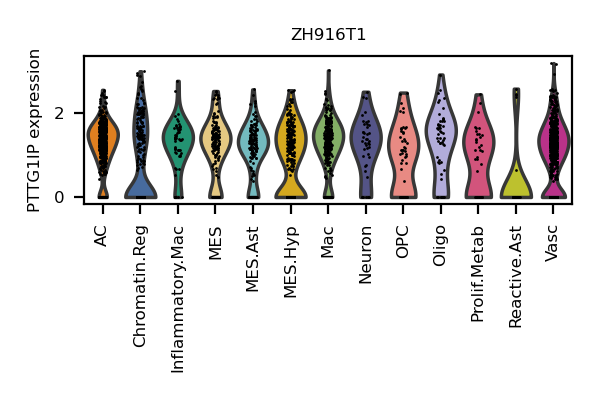 ZH916T1
PTTG1IP expression
2
0
AC
Chromatin.Reg
Inflammatory.Mac
MES
MES.Ast
MES.Hyp
Mac
Neuron
OPC
Oligo
Prolif.Metab
Reactive.Ast
Vasc